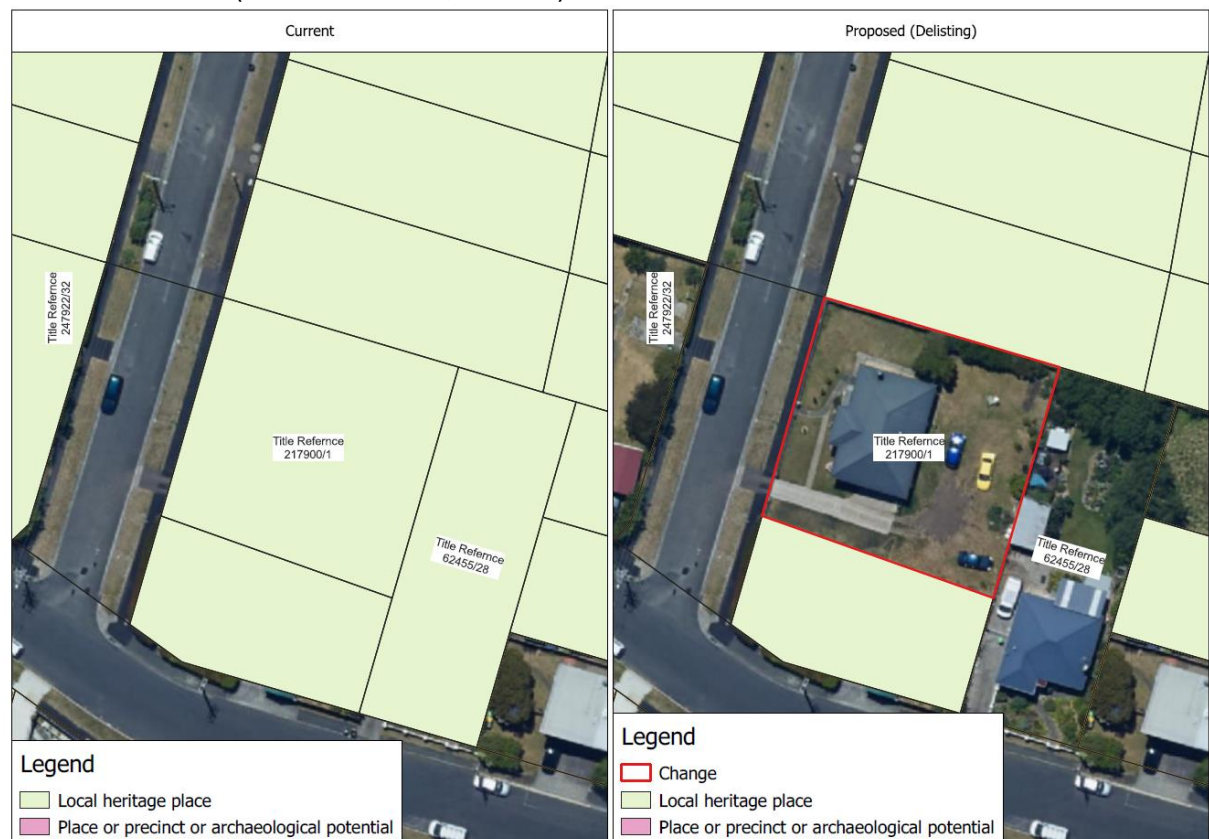 Current
Proposed (Delisting)
Title Refernce
247922/32
Title Refernce
217900/1
Title Refernce
62455/28
Title Refernce
247922/32
Title Refernce
217900/1
Title Refernce
62455/28
Legend
Local heritage place
Place or precinct or archaeological potential
Legend
Change
Local heritage place
Place or precinct or archaeological potential